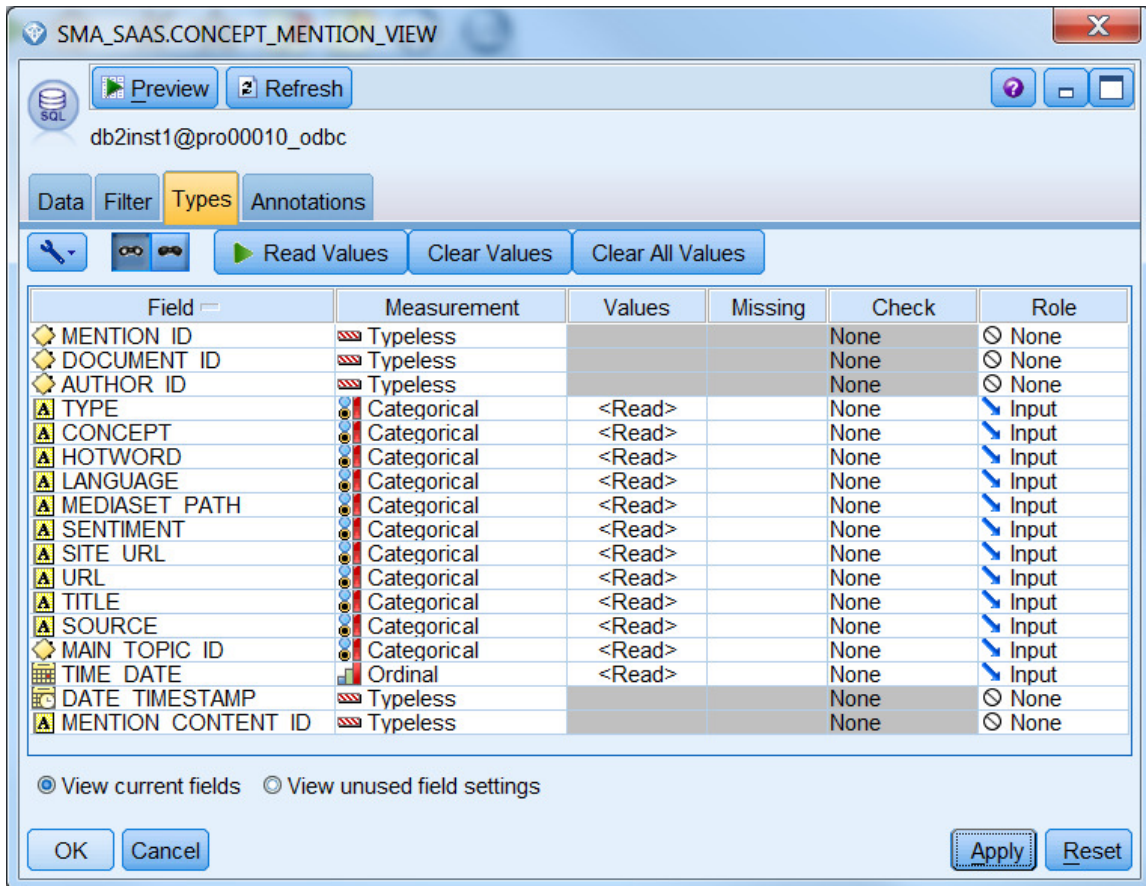 SMA_SAAS.CONCEPT_MENTION_VIEW
X
Preview Refresh ?
SQL
db2inst1@pro00010_odbc
Data Filter Types Annotations
Read Values Clear Values Clear All Values
Field Measurement Values Missing Check Role
MENTION_ID Typeless None None
DOCUMENT_ID Typeless None None
AUTHOR_ID Typeless None None
A TYPE Categorical <Read> None Input
A CONCEPT Categorical <Read> None Input
A HOTWORD Categorical <Read> None Input
A LANGUAGE Categorical <Read> None Input
A MEDIASET_PATH Categorical <Read> None Input
A SENTIMENT Categorical <Read> None Input
A SITE_URL Categorical <Read> None Input
A URL Categorical <Read> None Input
A TITLE Categorical <Read> None Input
A SOURCE Categorical <Read> None Input
MAIN_TOPIC_ID Categorical <Read> None Input
TIME_DATE Ordinal <Read> None Input
DATE_TIMESTAMP Typeless None None
A MENTION_CONTENT_ID Typeless None None
View current fields View unused field settings
OK Cancel Apply Reset